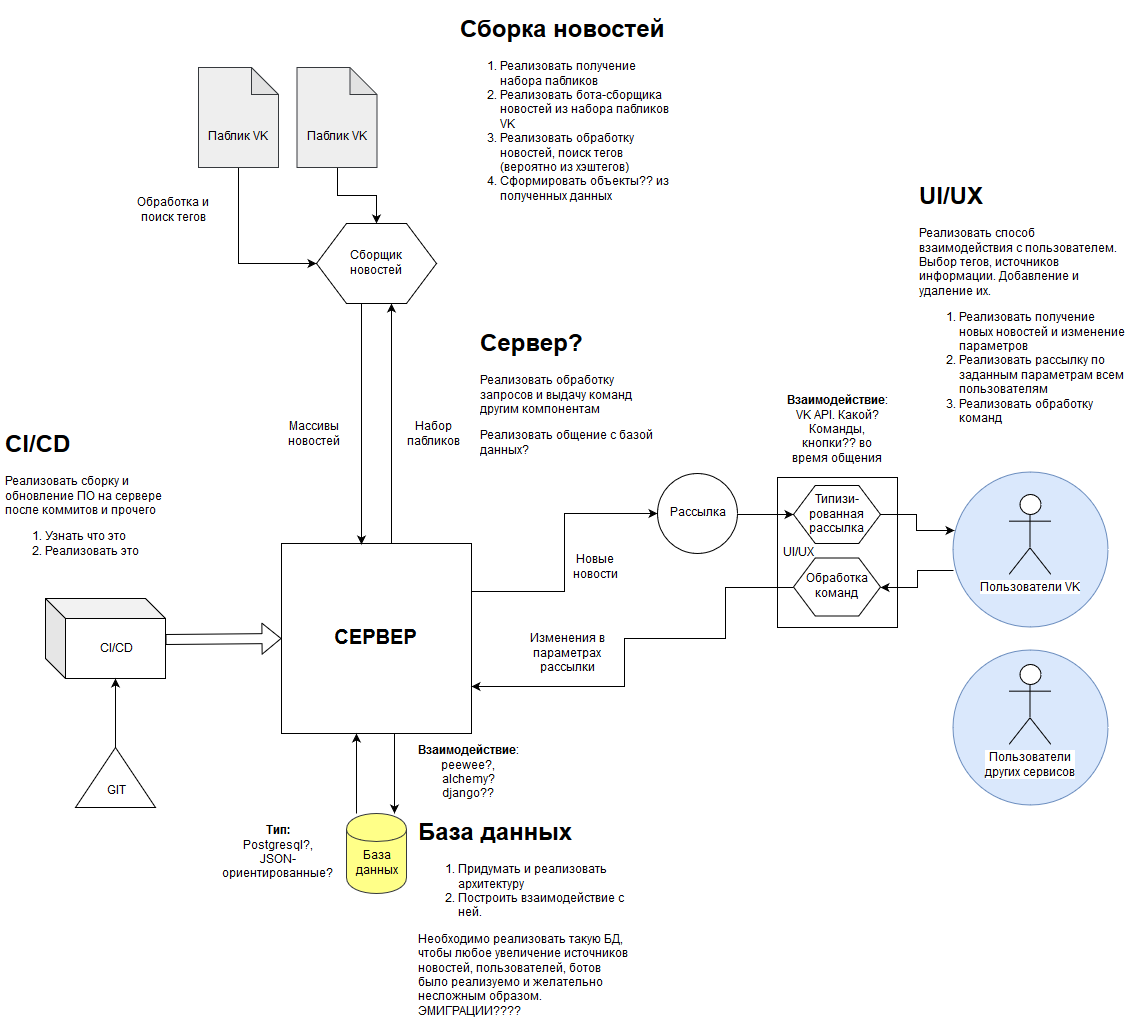 Сборка новостей
1. Реализовать получение
набора пабликов
2. Реализовать бота-сборщика
новостей из набора пабликов
VK
3. Реализовать обработку
новостей, поиск тегов
(вероятно из хэштегов)
4. Сформировать объекты?? из
полученных данных
Паблик VK
Паблик VK
Обработка и
поиск тегов
Сборщик
новостей
UI/UX
Реализовать способ
взаимодействия с пользователем.
Выбор тегов, источников
информации. Добавление и
удаление их.
1. Реализовать получение
новых новостей и изменение
параметров
2. Реализовать рассылку по
заданным параметрам всем
пользователям
3. Реализовать обработку
команд
Сервер?
Реализовать обработку
запросов и выдачу команд
другим компонентам
Реализовать общение с базой
данных?
Массивы
новостей
Набор
пабликов
Взаимодействие:
VK API. Какой?
Команды,
кнопки?? во
время общения
CI/CD
Реализовать сборку и
обновление ПО на сервере
после коммитов и прочего
1. Узнать что это
2. Реализовать это
Рассылка
Типизи-
рованная
рассылка
UI/UX
Обработка
команд
Пользователи VK
Новые
новости
СЕРВЕР
Изменения в
параметрах
рассылки
CI/CD
GIT
Пользователи
других сервисов
Взаимодействие:
peewee?,
alchemy?
django??
Тип:
Postgresql?,
JSON-
ориентированные?
База
данных
База данных
1. Придумать и реализовать
архитектуру
2. Построить взаимодействие с
ней.
Необходимо реализовать такую БД,
чтобы любое увеличение источников
новостей, пользователей, ботов
было реализуемо и желательно
несложным образом.
ЭМИГРАЦИИ????